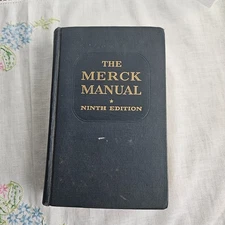 THE
MERCK
MANUAL
NINTH EDITION